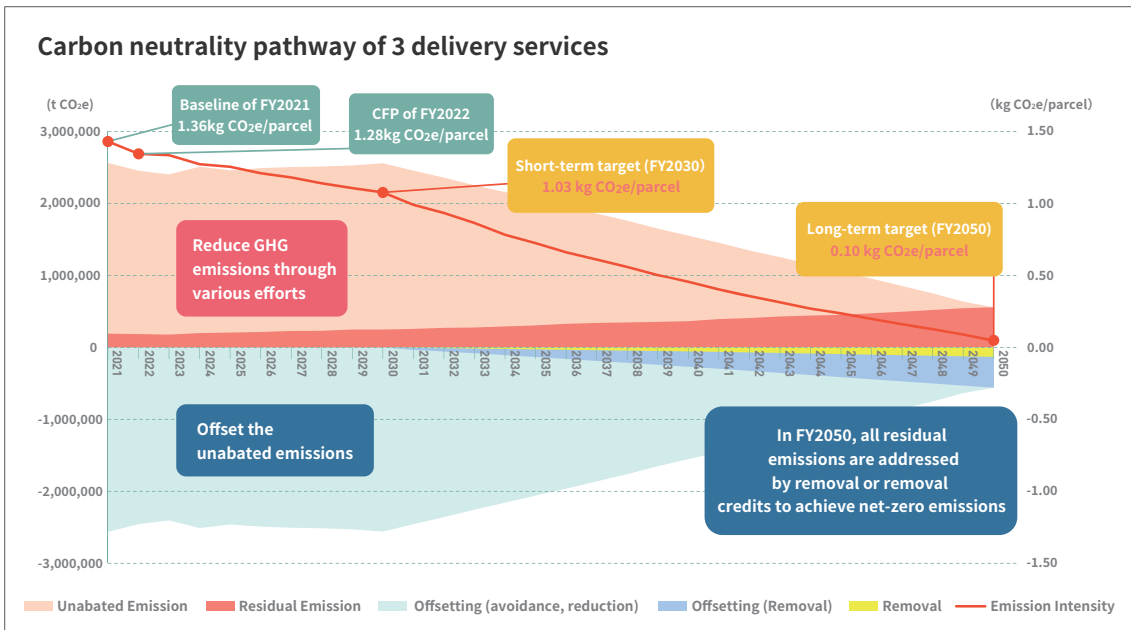 Carbon neutrality pathway of 3 delivery services
(t CO₂e)
(kg CO₂e/parcel)
Baseline of FY2021
1.36kg CO₂e/parcel
CFP of FY2022
1.28kg CO₂e/parcel
Short-term target (FY2030)
1.03 kg CO₂e/parcel
Long-term target (FY2050)
0.10 kg CO₂e/parcel
3,000,000
2,000,000
1,000,000
0
-1,000,000
-2,000,000
-3,000,000
1.50
1.00
0.50
0.00
-0.50
-1.00
-1.50
Reduce GHG
emissions through
various efforts
2021
2022
2023
2024
2025
2026
2027
2028
2029
2030
2031
2032
2033
2034
2035
2036
2037
2038
2039
2040
2041
2042
2043
2044
2045
2046
2047
2048
2049
2050
Offset the
unabated emissions
In FY2050, all residual
emissions are addressed
by removal or removal
credits to achieve net-zero emissions
Unabated Emission
Residual Emission
Offsetting (avoidance, reduction)
Offsetting (Removal)
Removal
Emission Intensity